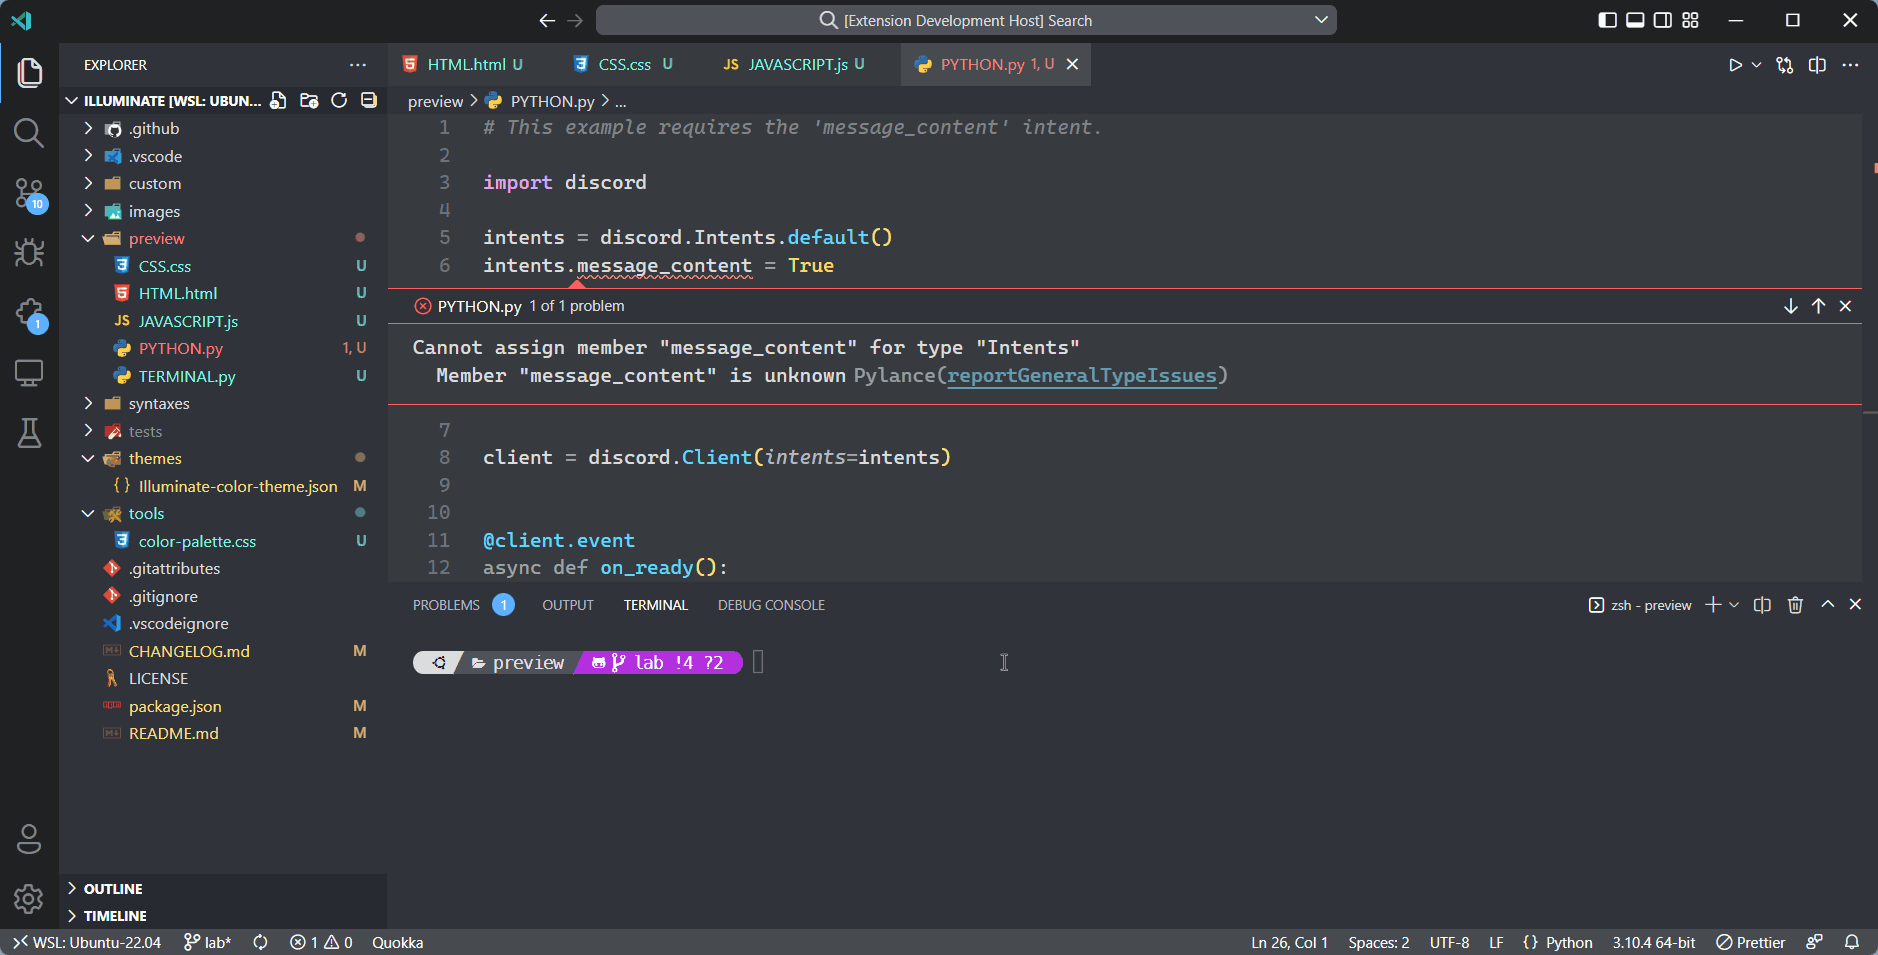 [Extension Development Host] Search
EXPLORER
ILLUMINATE [WSL: UBUN...
.github
.vscode
custom
images
preview
CSS.css U
HTML.html U
JS JAVASCRIPT.js U
PYTHON.py 1, U
TERMINAL.py U
syntaxes
tests
themes
{} Illuminate-color-theme.json M
tools
color-palette.css U
.gitattributes
.gitignore
.vscodeignore
CHANGELOG.md M
LICENSE
package.json M
README.md M
OUTLINE
TIMELINE
10
1
HTML.html U CSS.css U JS JAVASCRIPT.js U PYTHON.py 1, U
preview > PYTHON.py > ...
1 # This example requires the 'message_content' intent.
2
3 import discord
4
5 intents = discord.Intents.default()
6 intents.message_content = True
PYTHON.py 1 of 1 problem
Cannot assign member "message_content" for type "Intents"
Member "message_content" is unknown Pylance(reportGeneralTypeIssues)
7
8 client = discord.Client(intents=intents)
9
10
11 @client.event
12 async def on_ready():
PROBLEMS 1 OUTPUT TERMINAL DEBUG CONSOLE
zsh - preview
preview lab !4 ?2
WSL: Ubuntu-22.04 lab* 1 0 Quokka
Ln 26, Col 1 Spaces: 2 UTF-8 LF {} Python 3.10.4 64-bit Prettier